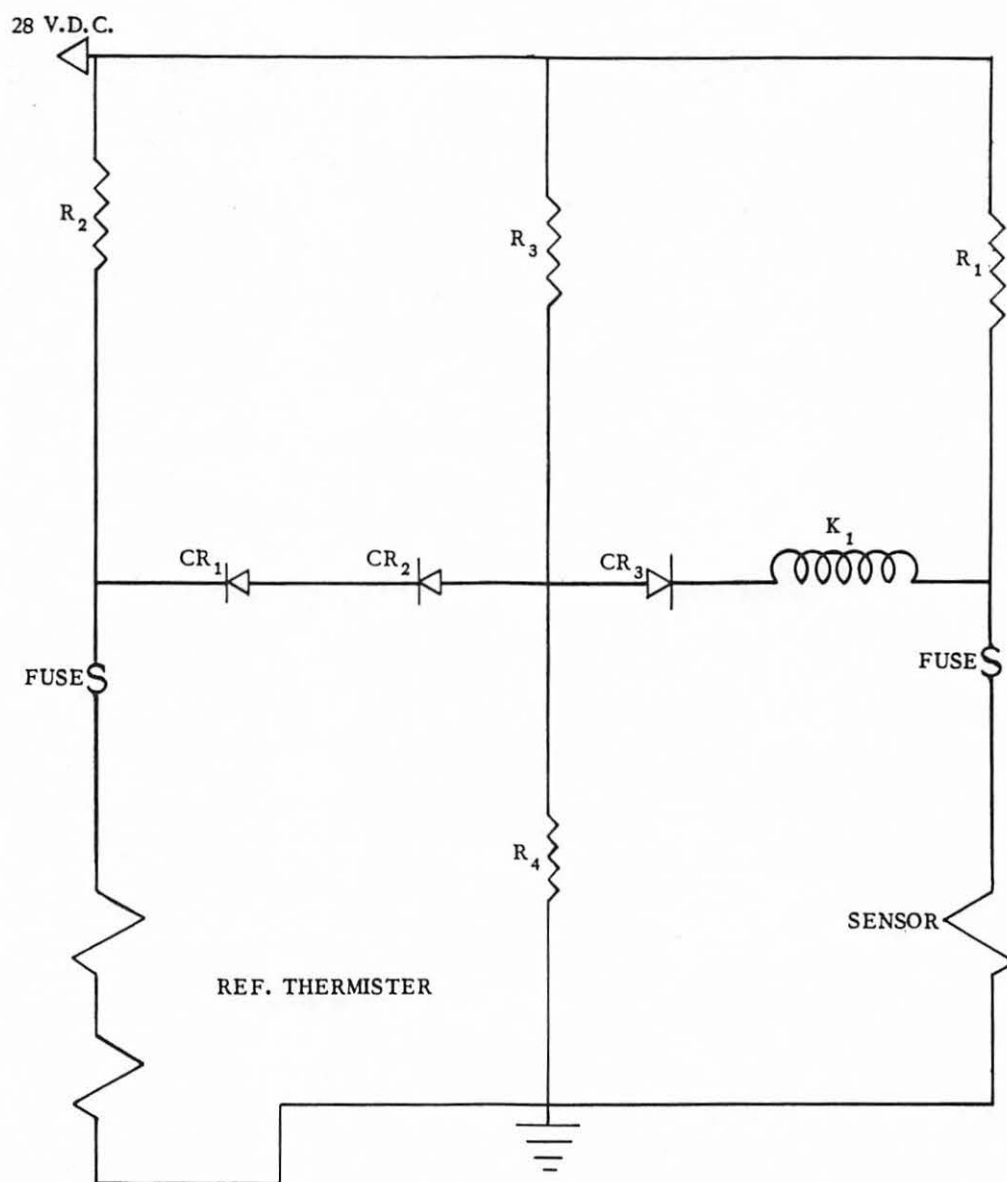 28 V.D.C.
R2
R3
R1
CR1
CR2
CR3
K1
FUSE
FUSE
R4
SENSOR
REF. THERMISTER